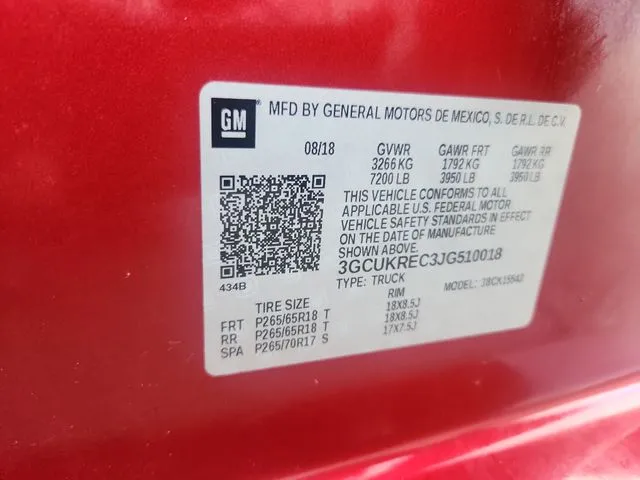 GM ® MFD BY GENERAL MOTORS DE MEXICO, S. DE R.L. DE C.V.
08/18 GVWR GAWR FRT GAWR RR
3266 KG 1792 KG 1792 KG
7200 LB 3950 LB 3950 LB
THIS VEHICLE CONFORMS TO ALL
APPLICABLE U.S. FEDERAL MOTOR
VEHICLE SAFETY STANDARDS IN EFFECT
ON THE DATE OF MANUFACTURE
SHOWN ABOVE.
3GCUKREC3JG510018
434B TYPE: TRUCK MODEL: 38CK15542
TIRE SIZE RIM
FRT P265/65R18 T 18X8.5J
RR P265/65R18 T 18X8.5J
SPA P265/70R17 S 17X7.5J